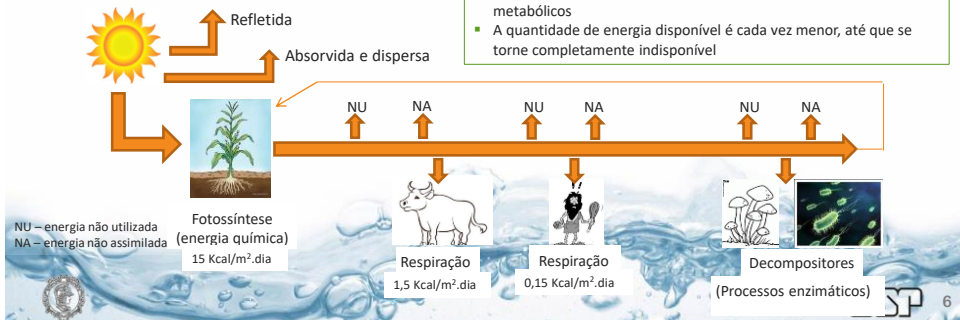 metabólicos
▪ A quantidade de energia disponível é cada vez menor, até que se
torne completamente indisponível
Refletida
Absorvida e dispersa
NU NA NU NA NU NA
NU – energia não utilizada
NA – energia não assimilada
Fotossíntese
(energia química)
15 Kcal/m².dia
Respiração
1,5 Kcal/m².dia
Respiração
0,15 Kcal/m².dia
Decompositores
(Processos enzimáticos)
6